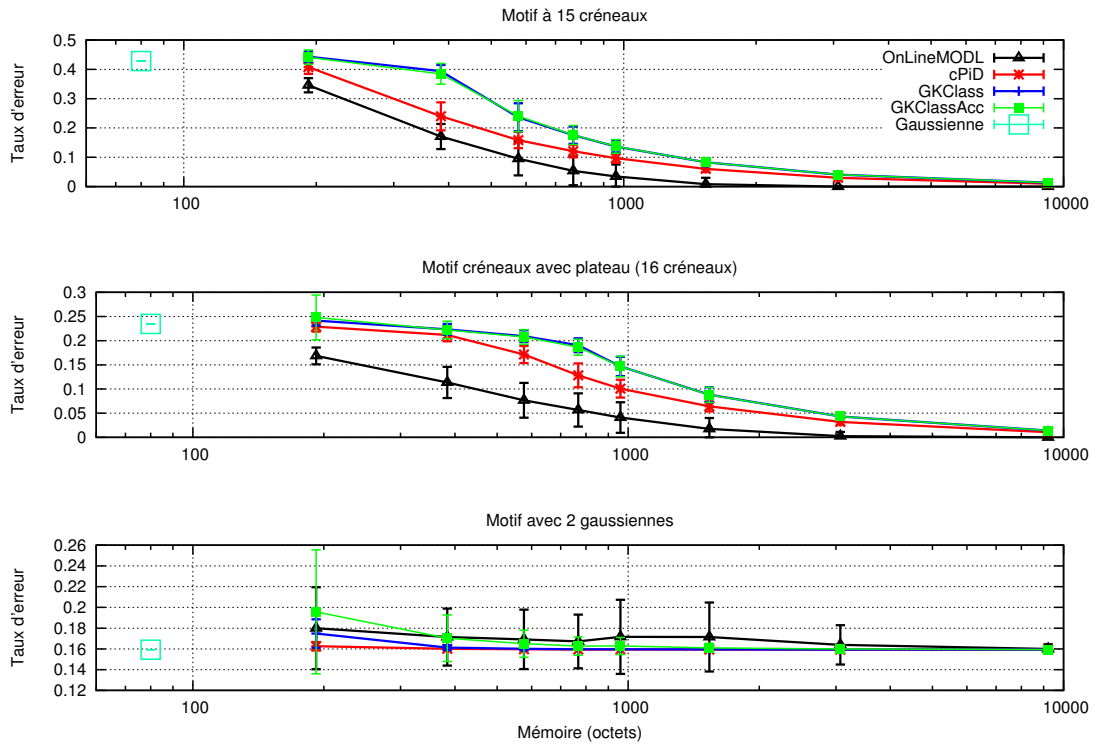 Motif à 15 créneaux
Taux d'erreur
0.5
0.4
0.3
0.2
0.1
0
100
1000
10000
OnLineMODL
cPiD
GKClass
GKClassAcc
Gaussienne
Motif créneaux avec plateau (16 créneaux)
Taux d'erreur
0.3
0.25
0.2
0.15
0.1
0.05
0
100
1000
10000
Motif avec 2 gaussiennes
Taux d'erreur
0.26
0.24
0.22
0.2
0.18
0.16
0.14
0.12
100
1000
10000
Mémoire (octets)